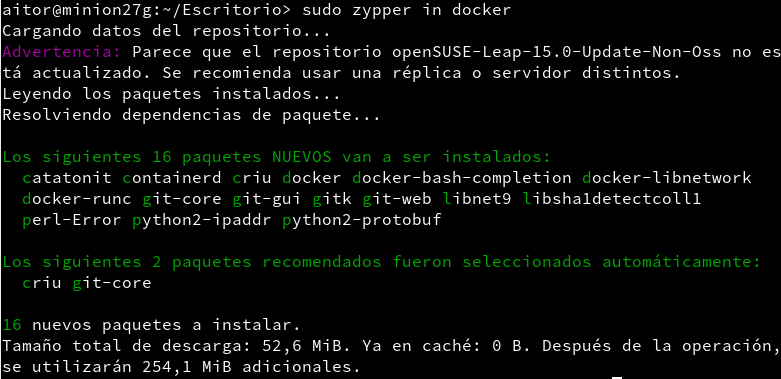 aitor@minion27g:~/Escritorio> sudo zypper in docker
Cargando datos del repositorio...
Advertencia: Parece que el repositorio openSUSE-Leap-15.0-Update-Non-Oss no es
tá actualizado. Se recomienda usar una réplica o servidor distintos.
Leyendo los paquetes instalados...
Resolviendo dependencias de paquete...
Los siguientes 16 paquetes NUEVOS van a ser instalados:
catatonit containerd criu docker docker-bash-completion docker-libnetwork
docker-runc git-core git-gui gitk git-web libnet9 libsha1detectcoll1
perl-Error python2-ipaddr python2-protobuf
Los siguientes 2 paquetes recomendados fueron seleccionados automáticamente:
criu git-core
16 nuevos paquetes a instalar.
Tamaño total de descarga: 52,6 MiB. Ya en caché: 0 B. Después de la operación,
se utilizarán 254,1 MiB adicionales.